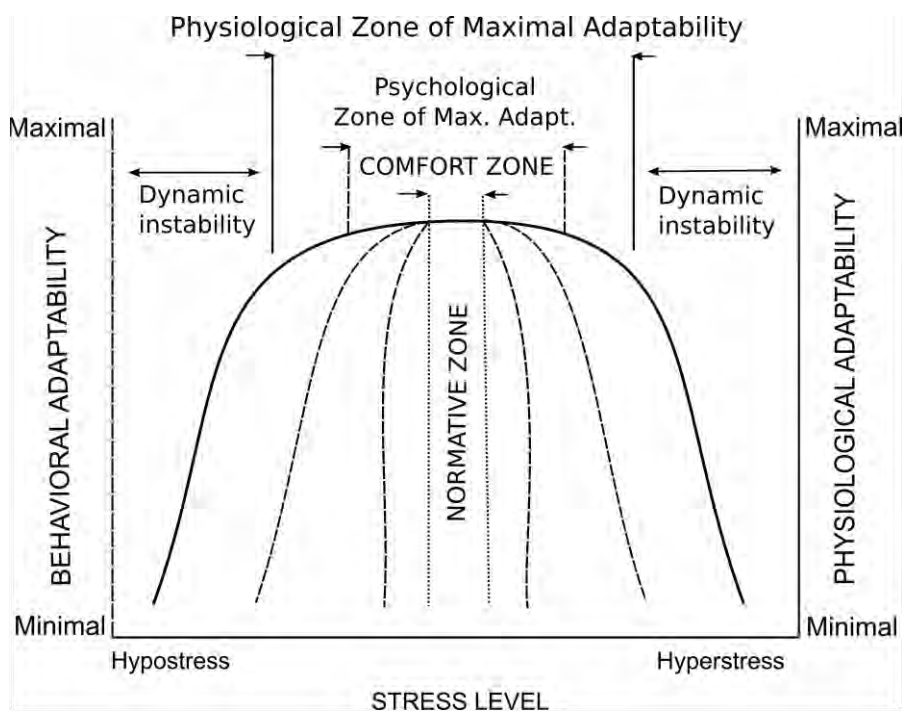 Physiological Zone of Maximal Adaptability
Psychological
Zone of Max. Adapt.
Maximal
Maximal
COMFORT ZONE
Dynamic
instability
Dynamic
instability
BEHAVIORAL ADAPTABILITY
NORMATIVE ZONE
PHYSIOLOGICAL ADAPTABILITY
Minimal
Minimal
Hypostress
Hyperstress
STRESS LEVEL